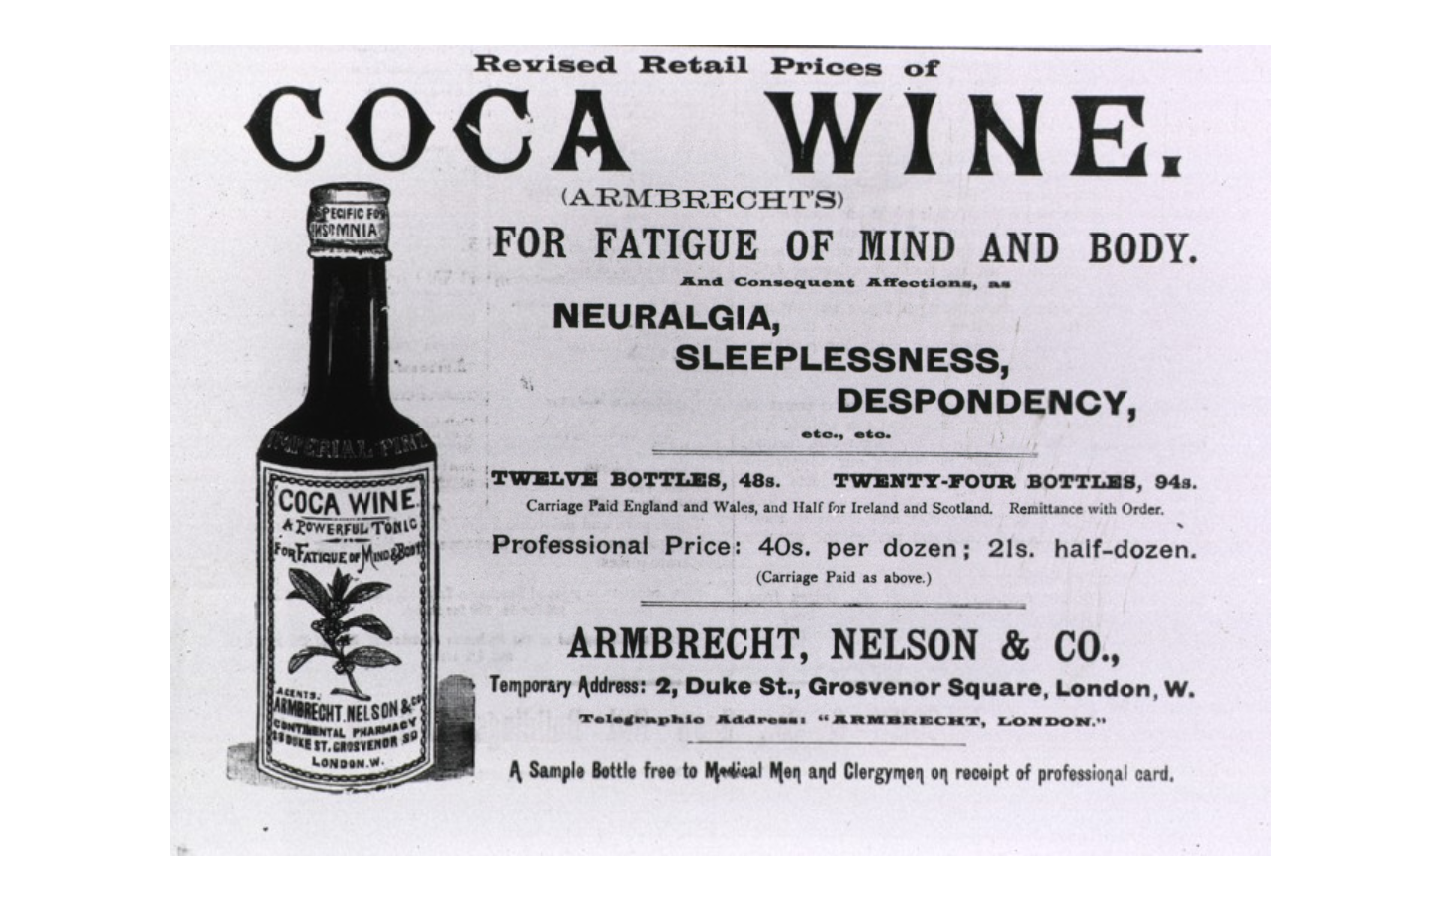 Revised Retail Prices of
COCA WINE.
(ARMBRECHT'S)
FOR FATIGUE OF MIND AND BODY.
And Consequent Affections, as
NEURALGIA,
SLEEPLESSNESS,
DESPONDENCY,
etc., etc.
TWELVE BOTTLES, 48s. TWENTY-FOUR BOTTLES, 94s.
Carriage Paid England and Wales, and Half for Ireland and Scotland. Remittance with Order.
Professional Price: 40s. per dozen; 21s. half-dozen.
(Carriage Paid as above.)
ARMBRECHT, NELSON & CO.,
Temporary Address: 2, Duke St., Grosvenor Square, London, W.
Telegraphic Address: "ARMBRECHT, LONDON."
A Sample Bottle free to Medical Men and Clergymen on receipt of professional card.
SPECIFIC FOR
INSOMNIA
IMPERIAL PINT
COCA WINE.
A POWERFUL TONIC
FOR FATIGUE OF MIND & BODY
AGENTS.
ARMBRECHT. NELSON & Co
CONTINENTAL PHARMACY
DUKE ST. GROSVENOR SQ
LONDON. W.